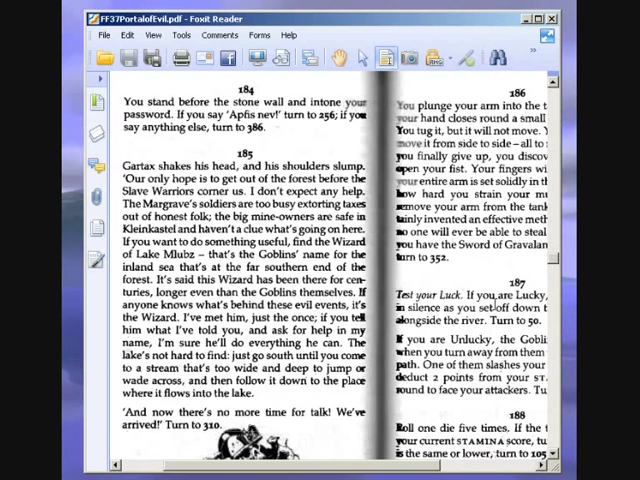 FF37PortalofEvil.pdf - Foxit Reader
File Edit View Tools Comments Forms Help
184
You stand before the stone wall and intone your
password. If you say 'Apfis nev!' turn to 256; if you
say anything else, turn to 386.
185
Gartax shakes his head, and his shoulders slump.
'Our only hope is to get out of the forest before the
Slave Warriors corner us. I don't expect any help.
The Margrave's soldiers are too busy extorting taxes
out of honest folk; the big mine-owners are safe in
Kleinkastel and haven't a clue what's going on here.
If you want to do something useful, find the Wizard
of Lake Mlubz – that's the Goblins' name for the
inland sea that's at the far southern end of the
forest. It's said this Wizard has been there for cen-
turies, longer even than the Goblins themselves. If
anyone knows what's behind these evil events, it's
the Wizard. I've met him, just the once; if you tell
him what I've told you, and ask for help in my
name, I'm sure he'll do everything he can. The
lake's not hard to find: just go south until you come
to a stream that's too wide and deep to jump or
wade across, and then follow it down to the place
where it flows into the lake.
'And now there's no more time for talk! We've
arrived!' Turn to 310.
186
You plunge your arm into the t
your hand closes round a small
You tug it, but it will not move. Y
move it from side to side – all to
you finally give up, you discov
open your fist. Your fingers wi
your entire arm is set solidly in th
how hard you strain your mu
remove your arm from the tank
tainly invented an effective meth
no one will ever be able to steal
you have the Sword of Gravalan
turn to 352.
187
Test your Luck. If you are Lucky,
in silence as you set off down t
alongside the river. Turn to 50.
If you are Unlucky, the Gobli
when you turn away from them
path. One of them slashes your
deduct 2 points from your ST
round to face your attackers. Tu
188
Roll one die five times. If the t
your current STAMINA score, tu
is the same or lower, turn to 105